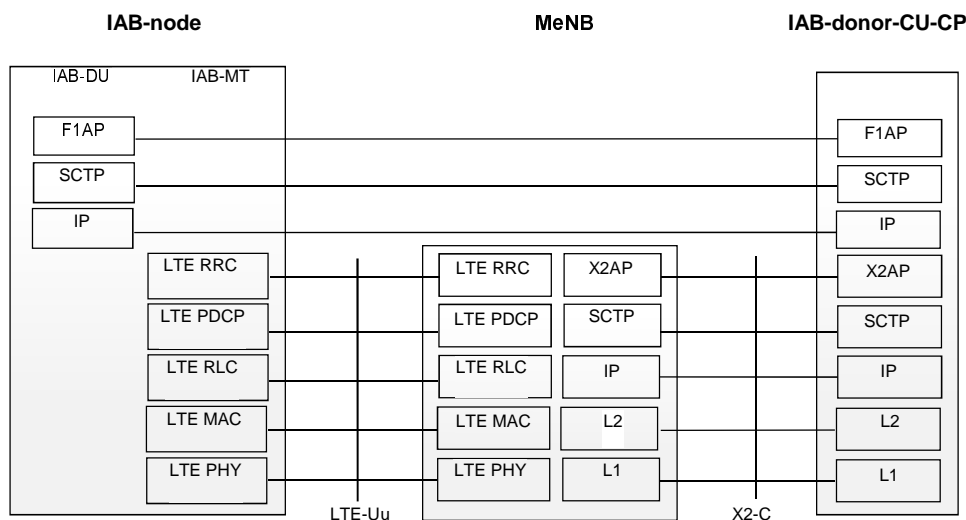 IAB-node MeNB IAB-donor-CU-CP
IAB-DU IAB-MT
F1AP F1AP
SCTP SCTP
IP IP
LTE RRC LTE RRC X2AP X2AP
LTE PDCP LTE PDCP SCTP SCTP
LTE RLC LTE RLC IP IP
LTE MAC LTE MAC L2 L2
LTE PHY LTE PHY L1 L1
LTE-Uu X2-C